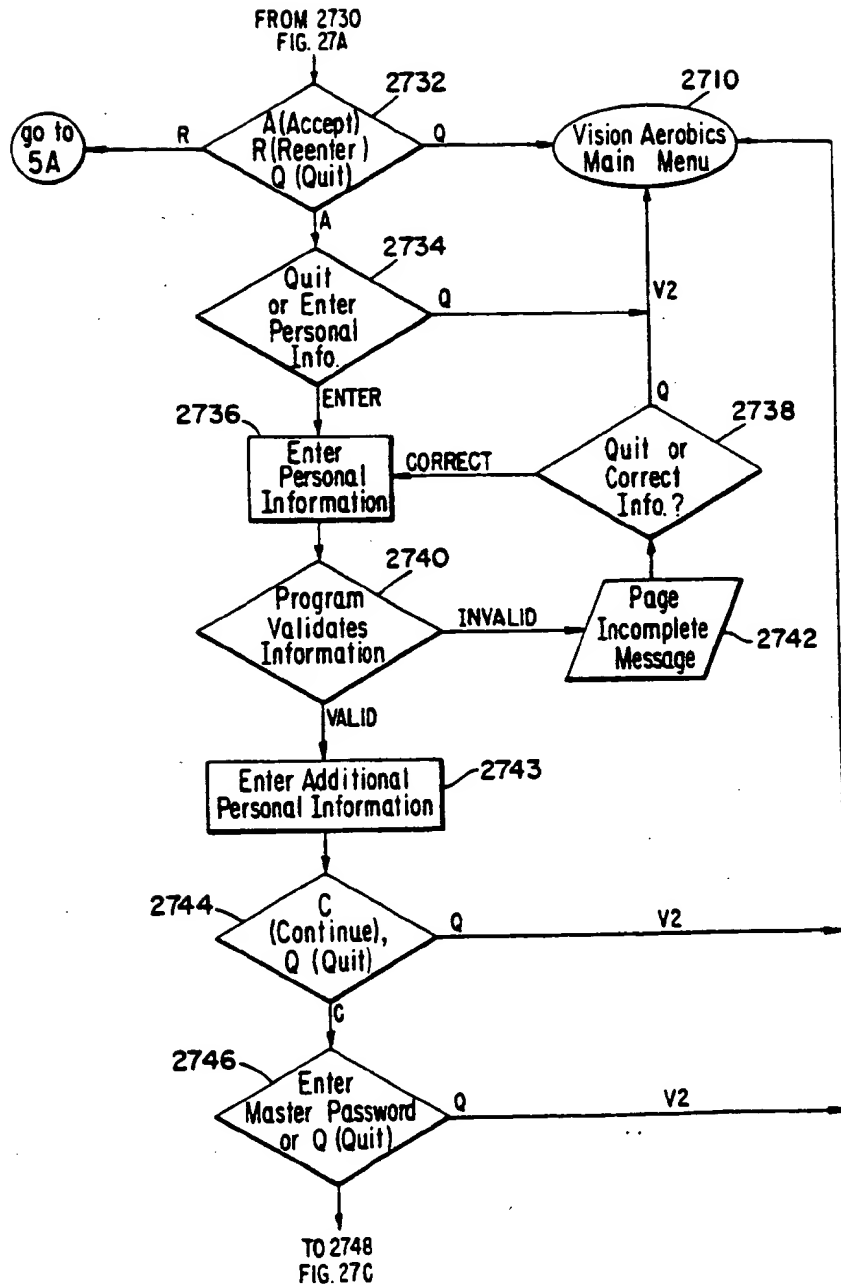 FROM 2730
FIG. 27A
2732
2710
go to
5A
R
A (Accept)
R (Reenter)
Q (Quit)
Q
Vision Aerobics
Main Menu
A
2734
Quit
or Enter
Personal
Info.
Q
V2
ENTER
Q
2736
2738
Enter
Personal
Information
CORRECT
Quit or
Correct
Info.?
2740
Program
Validates
Information
INVALID
Page
Incomplete
Message
2742
VALID
Enter Additional
Personal Information
2743
2744
C
(Continue),
Q (Quit)
Q
V2
C
2746
Enter
Master Password
or Q (Quit)
Q
V2
TO 2748
FIG. 27C